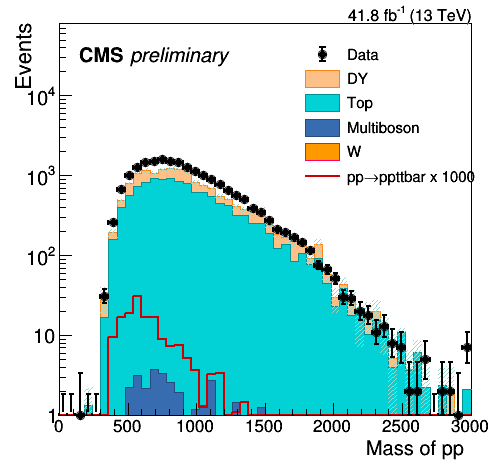 41.8 fb⁻¹ (13 TeV)
Events
CMS preliminary
Data
DY
Top
Multiboson
W
pp→ppttbar x 1000
10⁴
10³
10²
10
1
0 500 1000 1500 2000 2500 3000
Mass of pp